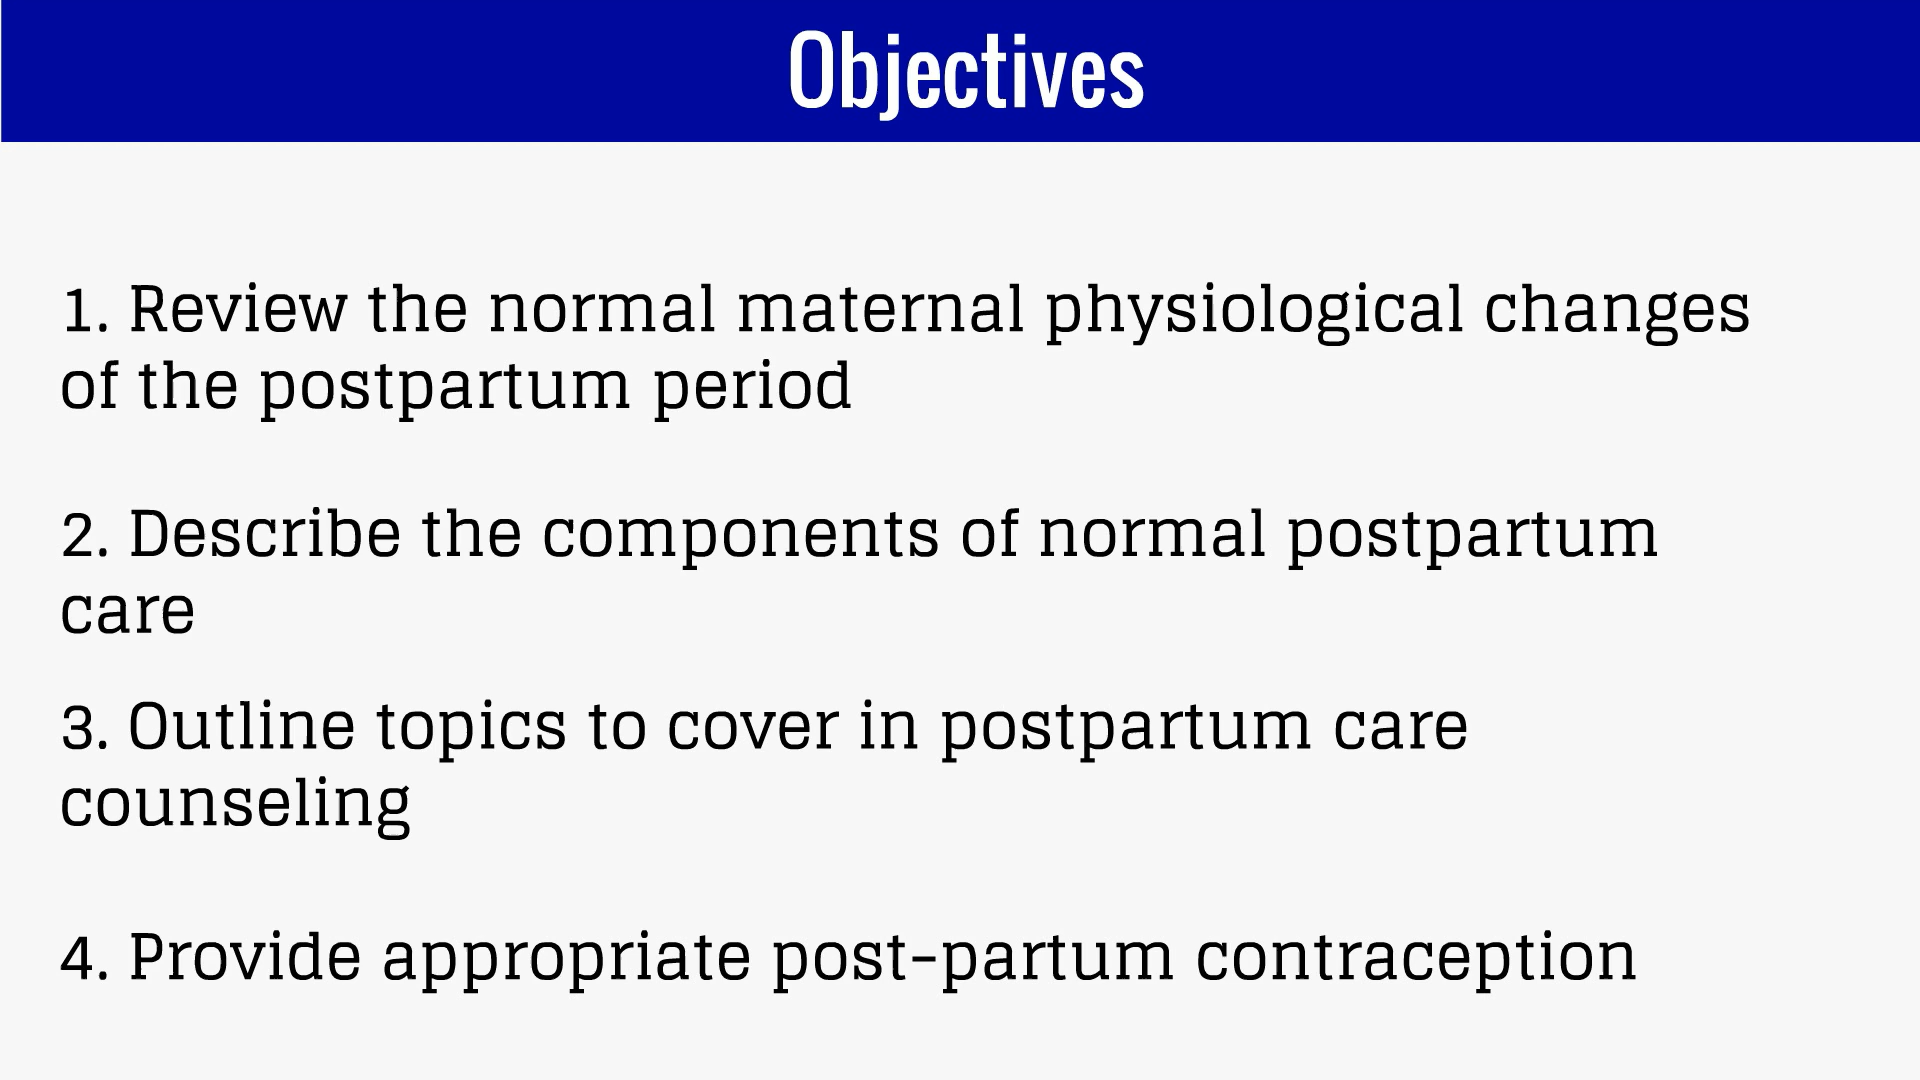 Objectives
1. Review the normal maternal physiological changes
of the postpartum period
2. Describe the components of normal postpartum
care
3. Outline topics to cover in postpartum care
counseling
4. Provide appropriate post-partum contraception